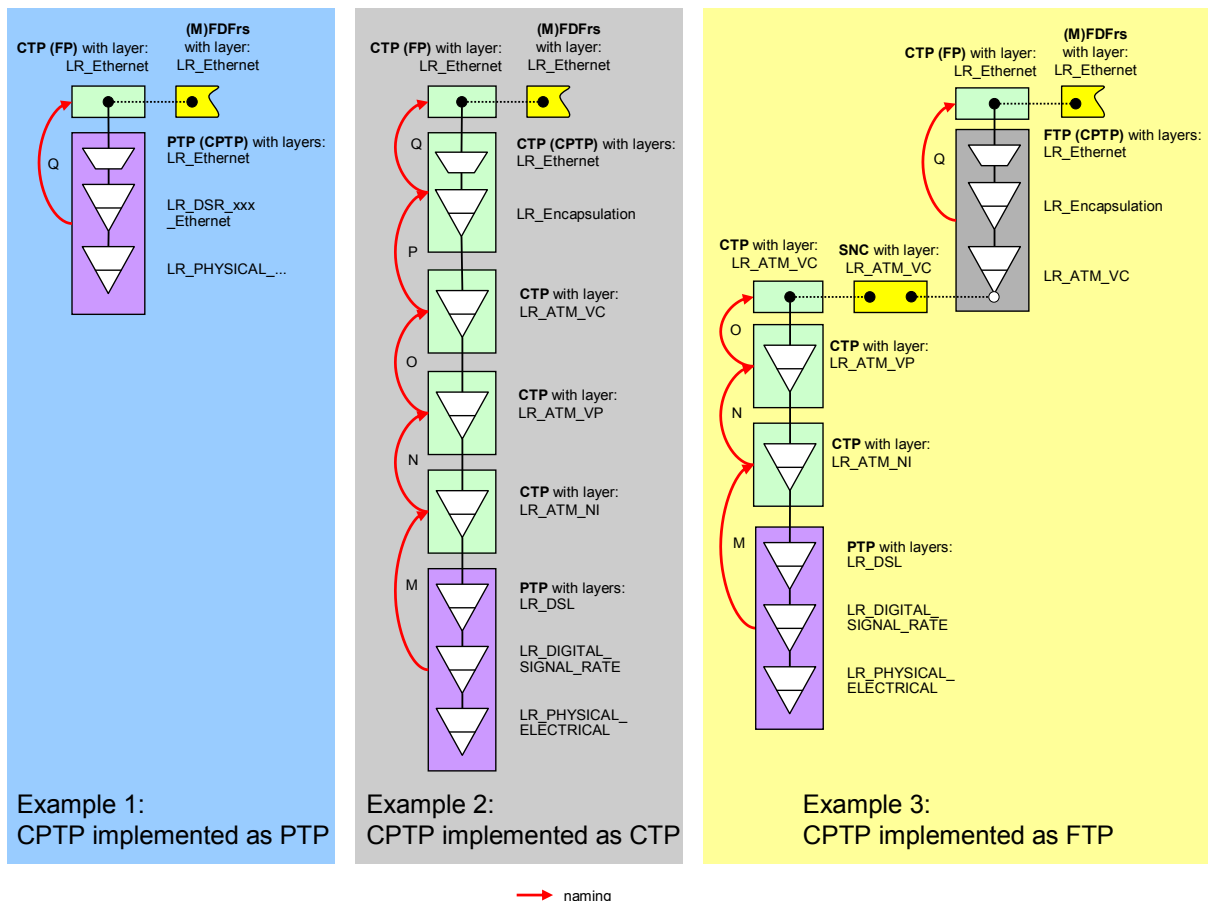 (M)FDFrs
with layer:
LR_Ethernet
CTP (FP) with layer:
LR_Ethernet
Q
PTP (CPTP) with layers:
LR_Ethernet
LR_DSR_xxx
_Ethernet
LR_PHYSICAL_...
Example 1:
CPTP implemented as PTP
(M)FDFrs
with layer:
LR_Ethernet
CTP (FP) with layer:
LR_Ethernet
Q
CTP (CPTP) with layers:
LR_Ethernet
LR_Encapsulation
P
CTP with layer:
LR_ATM_VC
O
CTP with layer:
LR_ATM_VP
N
CTP with layer:
LR_ATM_NI
M
PTP with layers:
LR_DSL
LR_DIGITAL_
SIGNAL_RATE
LR_PHYSICAL_
ELECTRICAL
Example 2:
CPTP implemented as CTP
(M)FDFrs
with layer:
LR_Ethernet
CTP (FP) with layer:
LR_Ethernet
Q
FTP (CPTP) with layers:
LR_Ethernet
LR_Encapsulation
LR_ATM_VC
CTP with layer:
LR_ATM_VC
SNC with layer:
LR_ATM_VC
O
CTP with layer:
LR_ATM_VP
N
CTP with layer:
LR_ATM_NI
M
PTP with layers:
LR_DSL
LR_DIGITAL_
SIGNAL_RATE
LR_PHYSICAL_
ELECTRICAL
Example 3:
CPTP implemented as FTP
naming